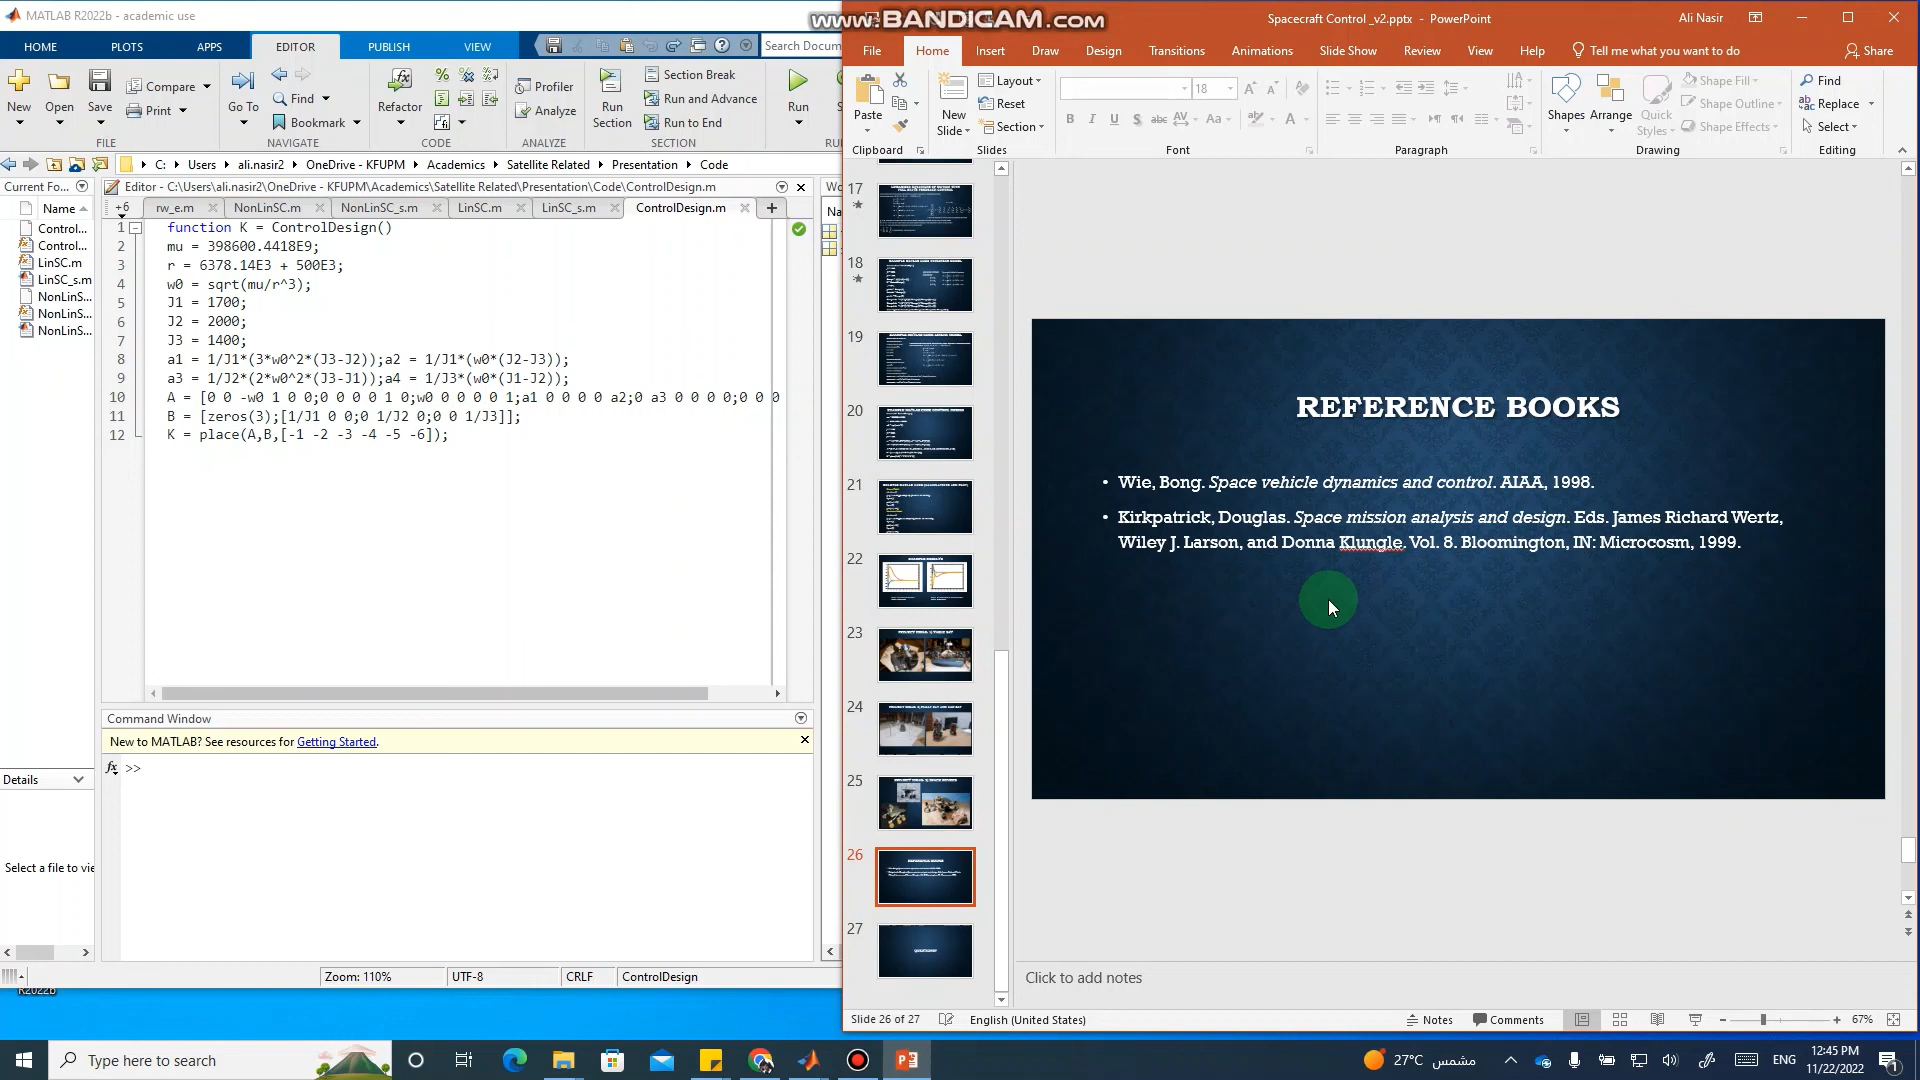 MATLAB R2022b - academic use
HOME PLOTS APPS EDITOR PUBLISH VIEW
Search Docum
New Open Save Compare Print
Go To Find Bookmark
Refactor
Profiler Analyze
Run Section
Section Break
Run and Advance
Run to End
Run
FILE NAVIGATE CODE ANALYZE SECTION
C: Users ali.nasir2 OneDrive - KFUPM Academics Satellite Related Presentation Code
Current Fo...
Name
Control...
Control...
LinSC.m
LinSC_s.m
NonLinS...
NonLinS...
NonLinS...
Details
Select a file to vie
Editor - C:\Users\ali.nasir2\OneDrive - KFUPM\Academics\Satellite Related\Presentation\Code\ControlDesign.m
+6 rw_e.m NonLinSC.m NonLinSC_s.m LinSC.m LinSC_s.m ControlDesign.m
1 function K = ControlDesign()
2 mu = 398600.4418E9;
3 r = 6378.14E3 + 500E3;
4 w0 = sqrt(mu/r^3);
5 J1 = 1700;
6 J2 = 2000;
7 J3 = 1400;
8 a1 = 1/J1*(3*w0^2*(J3-J2));a2 = 1/J1*(w0*(J2-J3));
9 a3 = 1/J2*(2*w0^2*(J3-J1));a4 = 1/J3*(w0*(J1-J2));
10 A = [0 0 -w0 1 0 0;0 0 0 0 1 0;w0 0 0 0 0 1;a1 0 0 0 0 a2;0 a3 0 0 0 0;0 0 0
11 B = [zeros(3);[1/J1 0 0;0 1/J2 0;0 0 1/J3]];
12 K = place(A,B,[-1 -2 -3 -4 -5 -6]);
Command Window
New to MATLAB? See resources for Getting Started.
fx >>
Zoom: 110% UTF-8 CRLF ControlDesign
R2022b
www.BANDICAM.com
Spacecraft Control _v2.pptx - PowerPoint
Ali Nasir
File Home Insert Draw Design Transitions Animations Slide Show Review View Help Tell me what you want to do Share
Paste
New Slide
Layout
Reset
Section
18
Shapes Arrange Quick Styles
Shape Fill
Shape Outline
Shape Effects
Find
Replace
Select
Clipboard Slides Font Paragraph Drawing Editing
17
18
19
20
21
22
23
24
25
26
27
REFERENCE BOOKS
• Wie, Bong. Space vehicle dynamics and control. AIAA, 1998.
• Kirkpatrick, Douglas. Space mission analysis and design. Eds. James Richard Wertz,
Wiley J. Larson, and Donna Klungle. Vol. 8. Bloomington, IN: Microcosm, 1999.
Click to add notes
Slide 26 of 27 English (United States) Notes Comments 67%
Type here to search
27°C مشمس
ENG
12:45 PM
11/22/2022
1